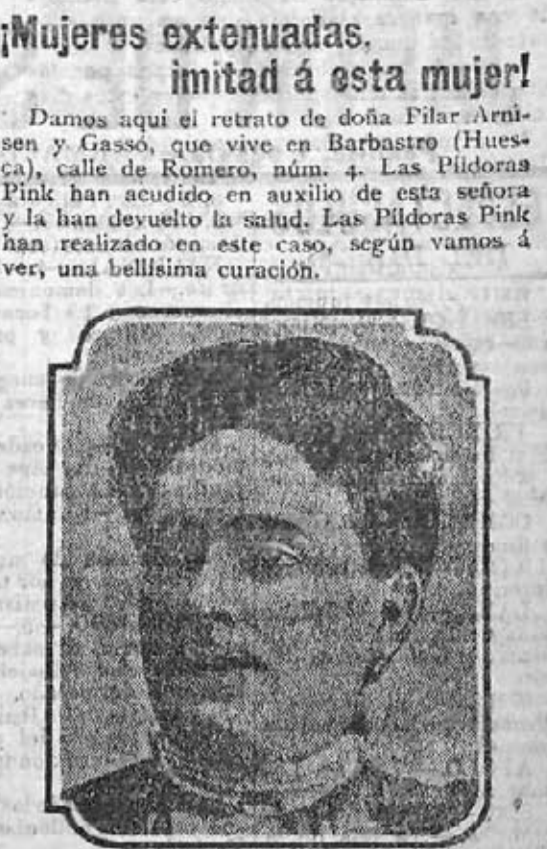 ¡Mujeres extenuadas,
imitad á esta mujer!
Damos aqui el retrato de doña Filar Arni-
sen y Gassó, que vive en Barbastro (Hues-
ca), calle de Romero, núm. 4. Las Píldoras
Pink han acudido en auxilio de esta señora
y la han devuelto la salud. Las Píldoras Pink
han realizado en este caso, según vamos á
ver, una bellísima curación.